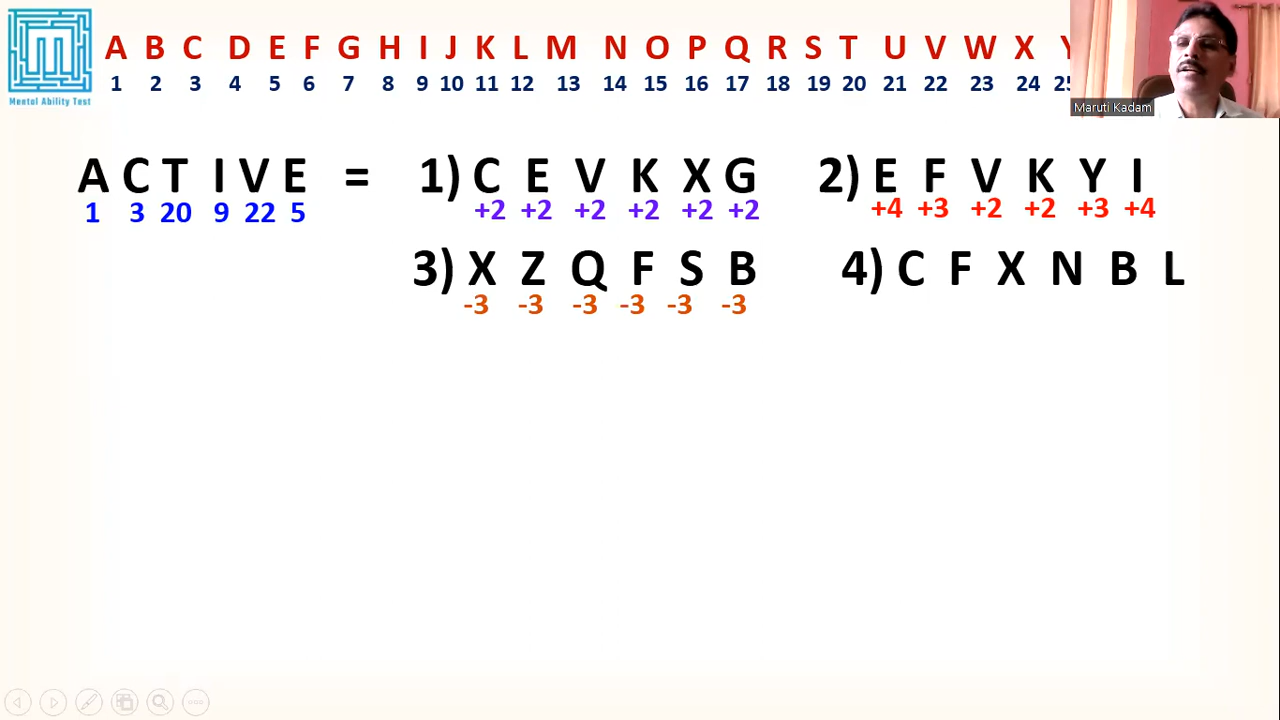 A B C D E F G H I J K L M N O P Q R S T U V W X Y
1 2 3 4 5 6 7 8 9 10 11 12 13 14 15 16 17 18 19 20 21 22 23 24 25
Mental Ability Test
Maruti Kadam
A C T I V E = 1) C E V K X G 2) E F V K Y I
1 3 20 9 22 5 +2 +2 +2 +2 +2 +2 +4 +3 +2 +2 +3 +4
3) X Z Q F S B 4) C F X N B L
-3 -3 -3 -3 -3 -3